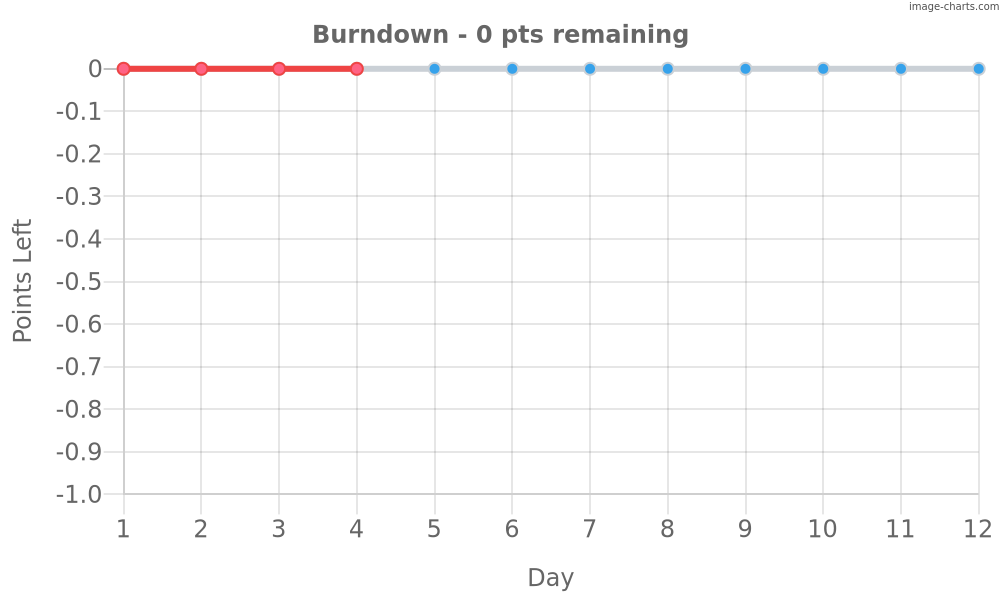 image-charts.com
Burndown - 0 pts remaining
Points Left
0
-0.1
-0.2
-0.3
-0.4
-0.5
-0.6
-0.7
-0.8
-0.9
-1.0
1 2 3 4 5 6 7 8 9 10 11 12
Day